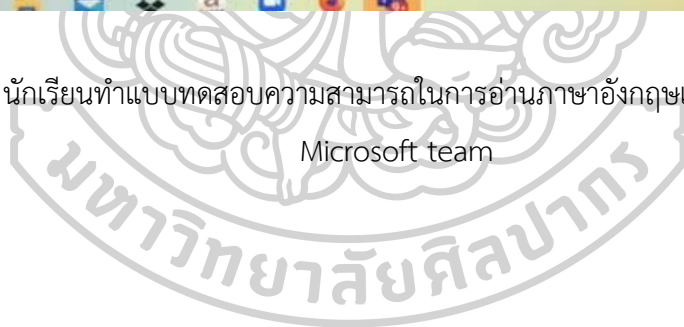 นักเรียนทำแบบทดสอบความสามารถในการอ่านภาษาอังกฤษ
Microsoft team
มหาวิทยาลัยศิลปากร